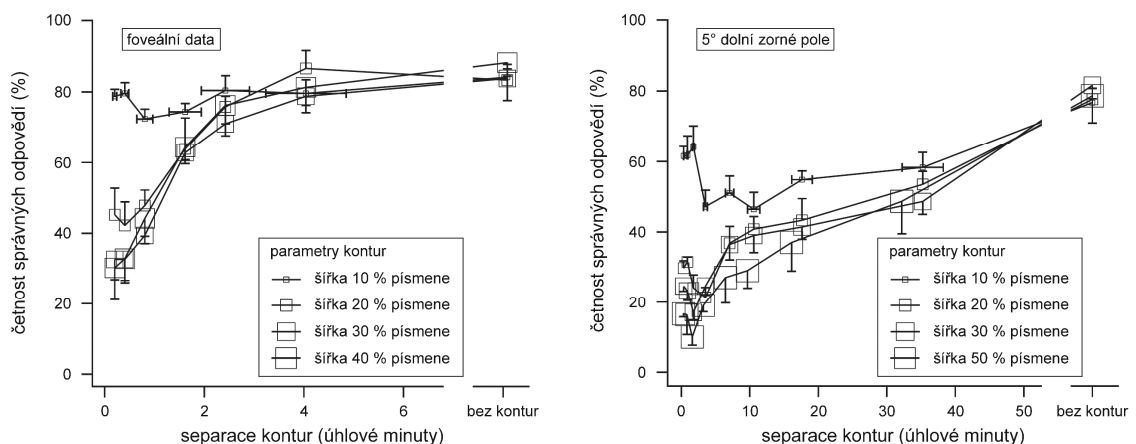 foveální data
četnost správných odpovědí (%)
100
80
60
40
20
0
parametry kontur
šířka 10 % písmene
šířka 20 % písmene
šířka 30 % písmene
šířka 40 % písmene
0
2
4
6
bez kontur
separace kontur (úhlové minuty)
5° dolní zorné pole
četnost správných odpovědí (%)
100
80
60
40
20
0
parametry kontur
šířka 10 % písmene
šířka 20 % písmene
šířka 30 % písmene
šířka 50 % písmene
0
10
20
30
40
50
bez kontur
separace kontur (úhlové minuty)